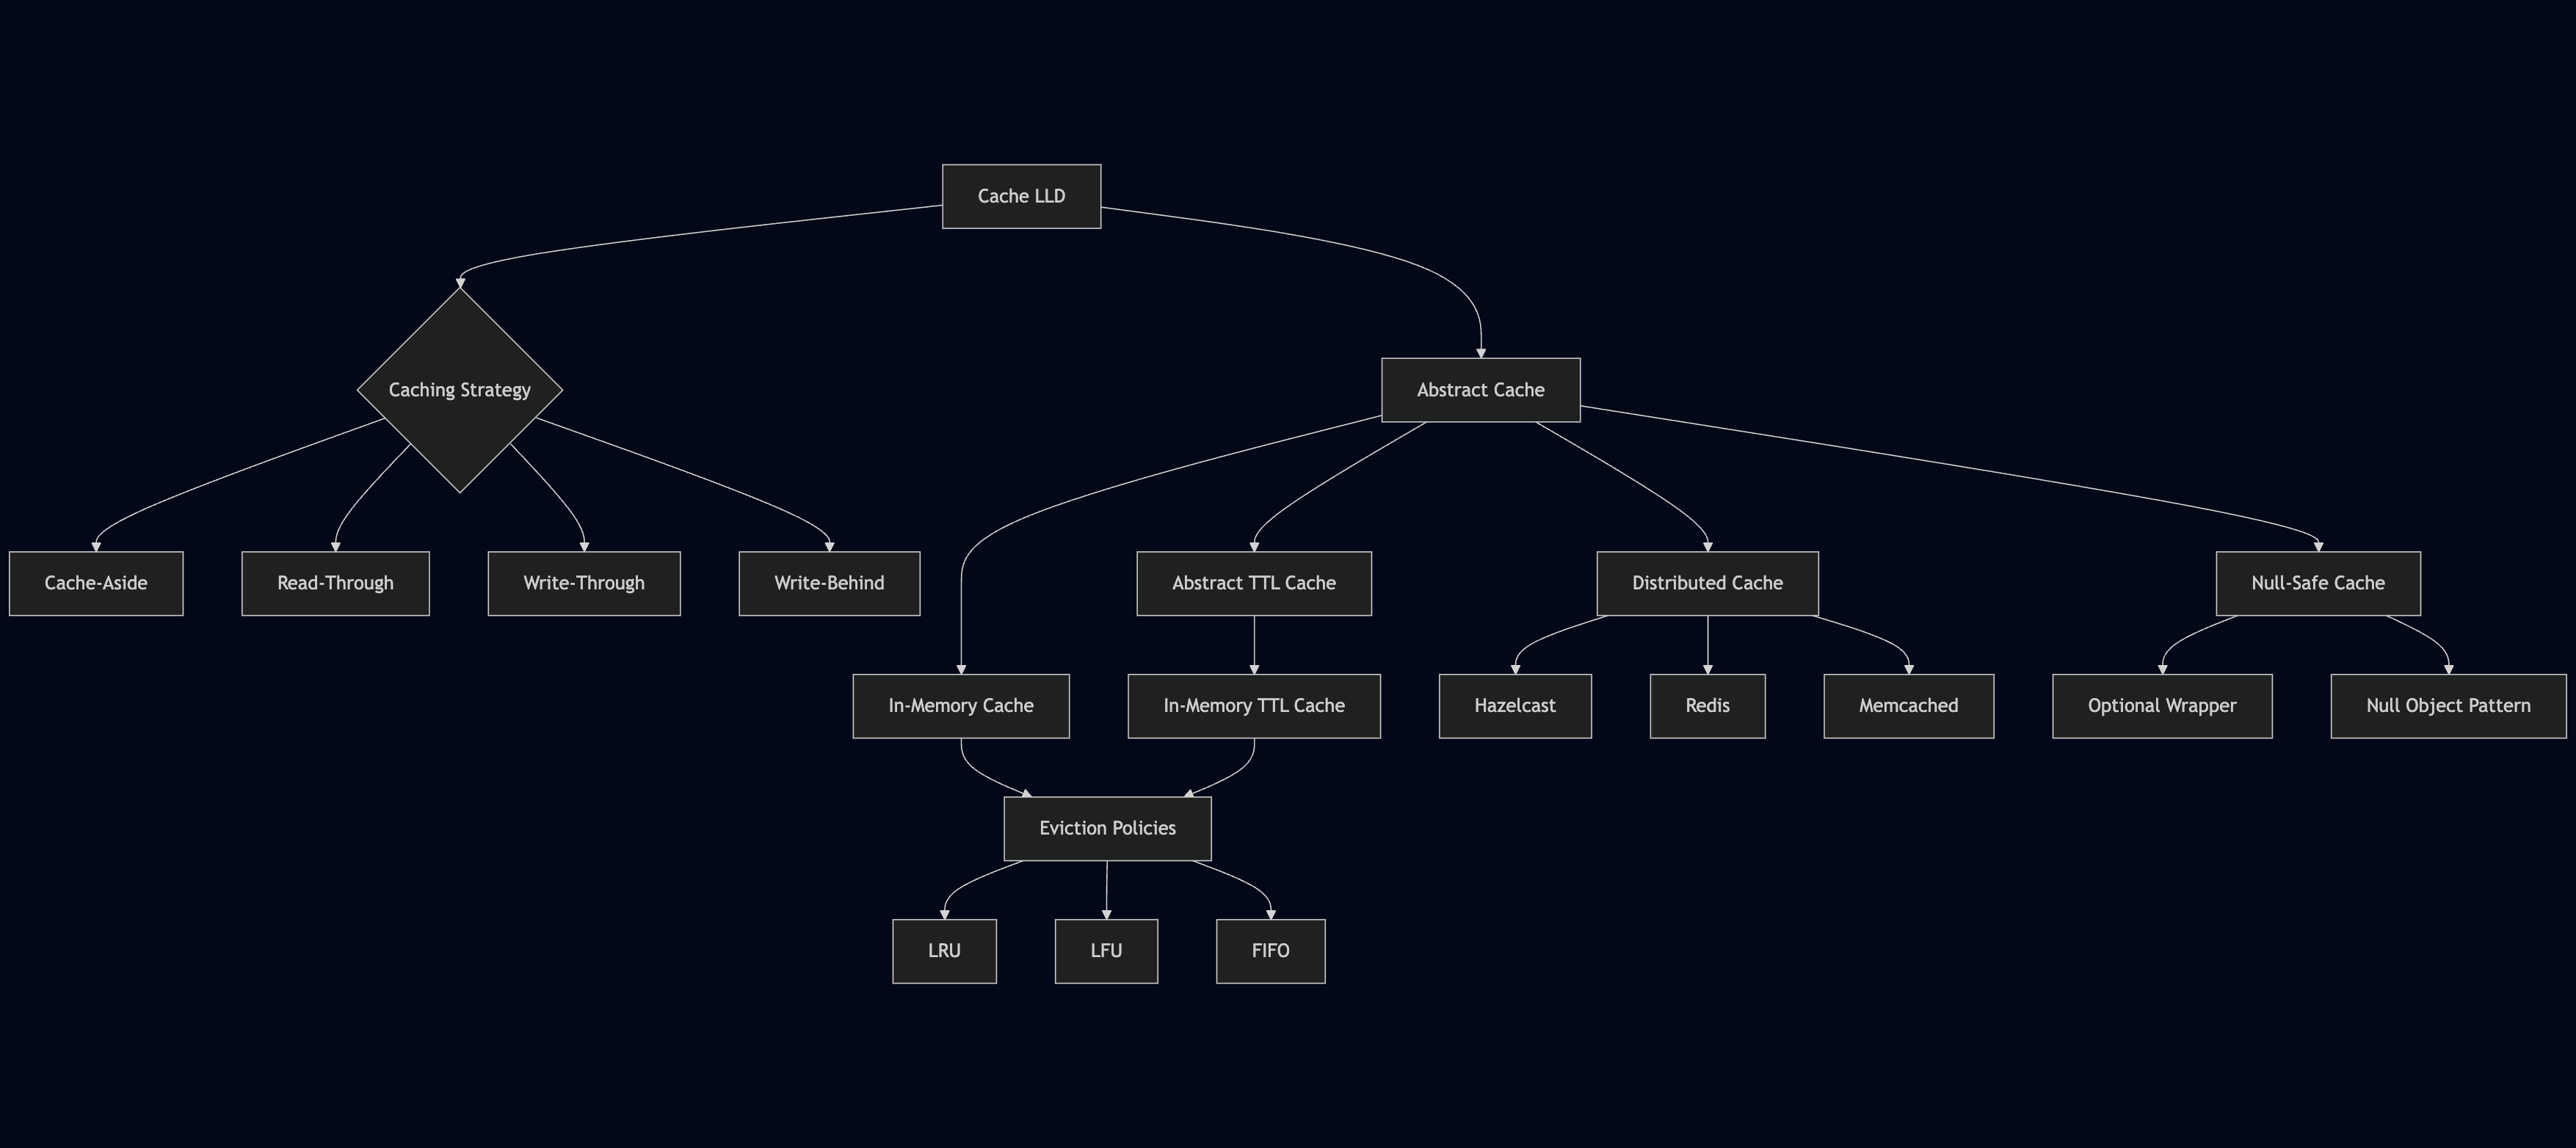 Cache LLD
Caching Strategy
Abstract Cache
Cache-Aside
Read-Through
Write-Through
Write-Behind
Abstract TTL Cache
Distributed Cache
Null-Safe Cache
In-Memory Cache
In-Memory TTL Cache
Hazelcast
Redis
Memcached
Optional Wrapper
Null Object Pattern
Eviction Policies
LRU
LFU
FIFO